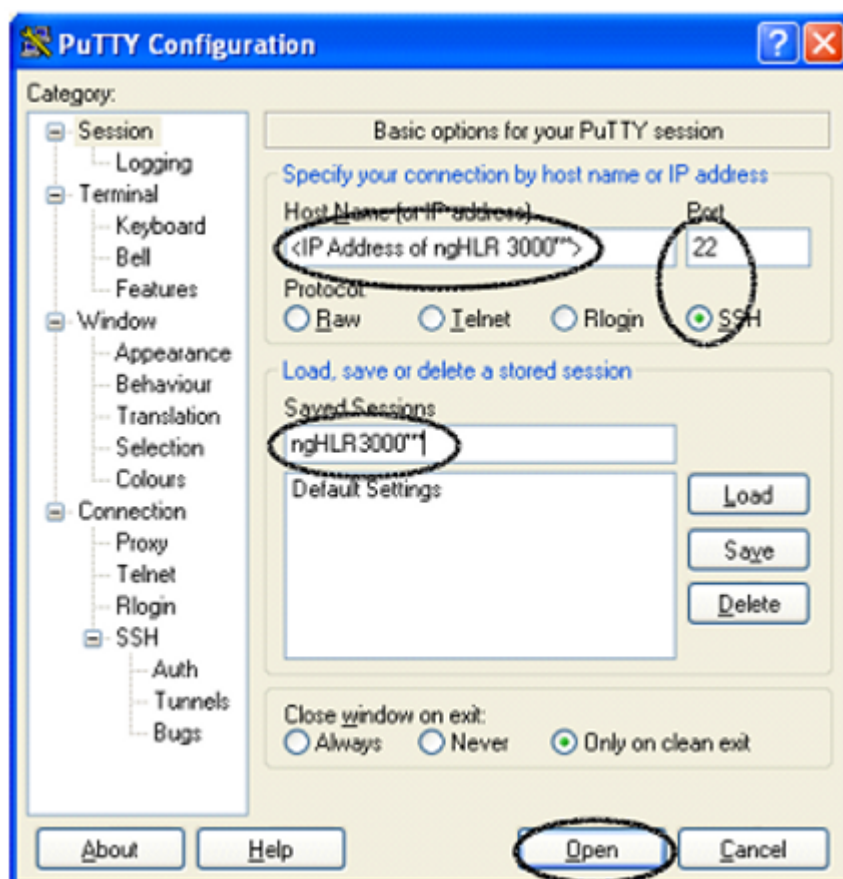 PuTTY Configuration
Category:
Session
Logging
Terminal
Keyboard
Bell
Features
Window
Appearance
Behaviour
Translation
Selection
Colours
Connection
Proxy
Telnet
Rlogin
SSH
Auth
Tunnels
Bugs
Basic options for your PuTTY session
Specify your connection by host name or IP address
Host Name (or IP address) Port
<IP Address of ngHLR 3000"'> 22
Protocol:
Raw Telnet Rlogin SSH
Load, save or delete a stored session
Saved Sessions
ngHLR3000"'
Default Settings
Load
Save
Delete
Close window on exit:
Always Never Only on clean exit
About Help Open Cancel